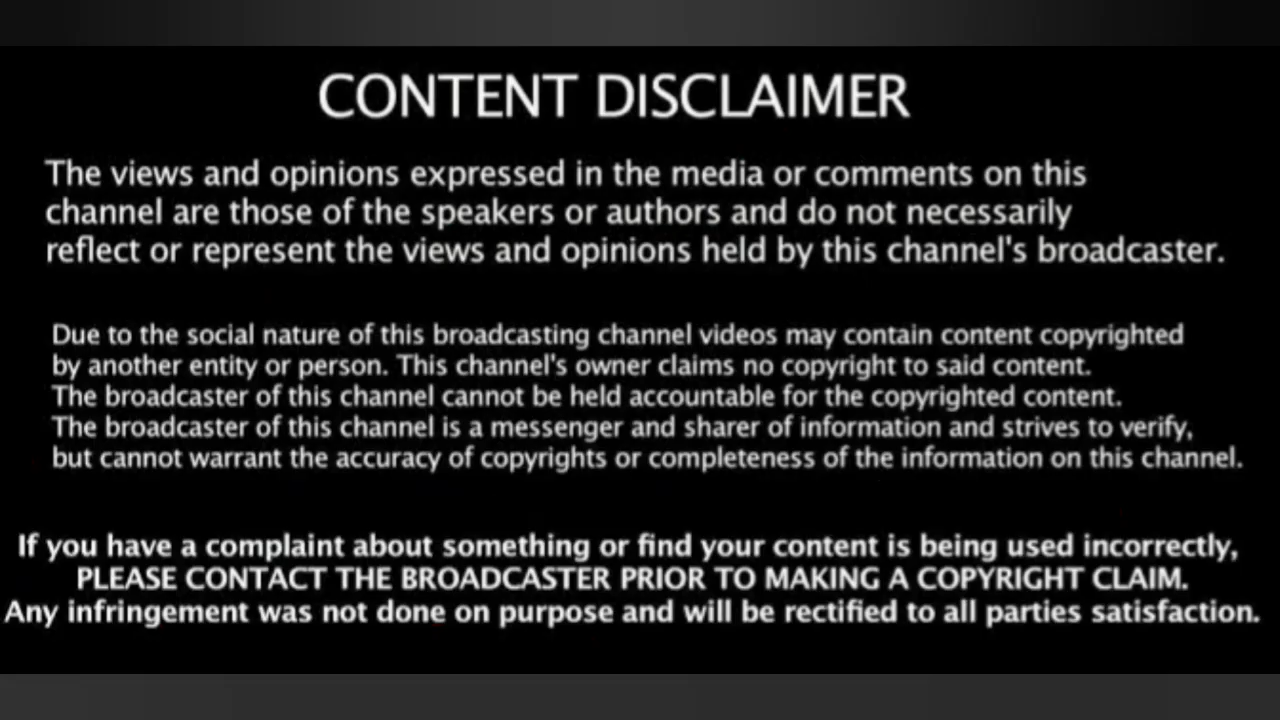 CONTENT DISCLAIMER
The views and opinions expressed in the media or comments on this
channel are those of the speakers or authors and do not necessarily
reflect or represent the views and opinions held by this channel's broadcaster.
Due to the social nature of this broadcasting channel videos may contain content copyrighted
by another entity or person. This channel's owner claims no copyright to said content.
The broadcaster of this channel cannot be held accountable for the copyrighted content.
The broadcaster of this channel is a messenger and sharer of information and strives to verify,
but cannot warrant the accuracy of copyrights or completeness of the information on this channel.
If you have a complaint about something or find your content is being used incorrectly,
PLEASE CONTACT THE BROADCASTER PRIOR TO MAKING A COPYRIGHT CLAIM.
Any infringement was not done on purpose and will be rectified to all parties satisfaction.